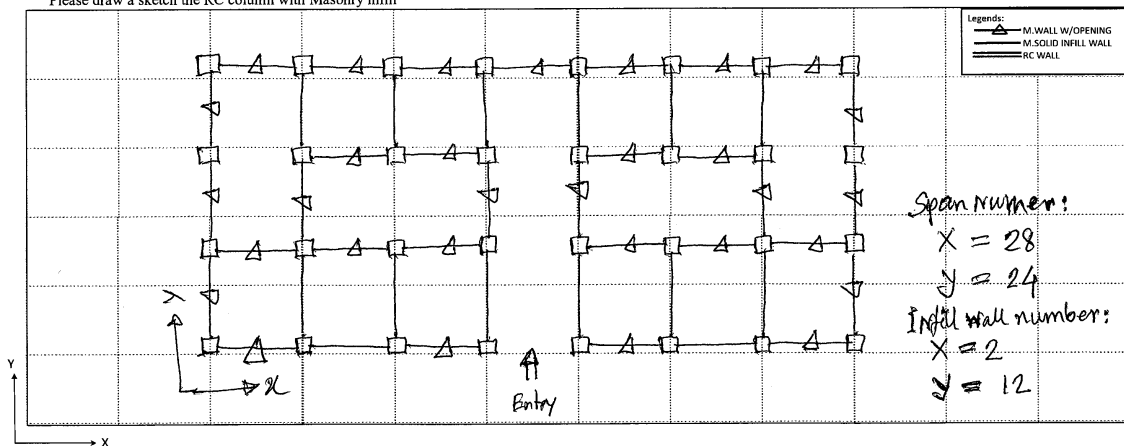 Please draw a sketch the RC column with Masonry infill
Legends:
M.WALL W/OPENING
M.SOLID INFILL WALL
RC WALL
Span numer:
X = 28
y = 24
Infill wall number:
X = 2
y = 12
y
x
Entry
Y
X